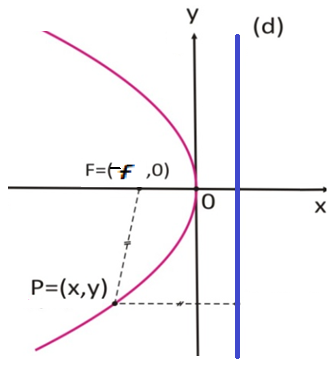 y
(d)
F=(-f ,0)
0
x
P=(x,y)